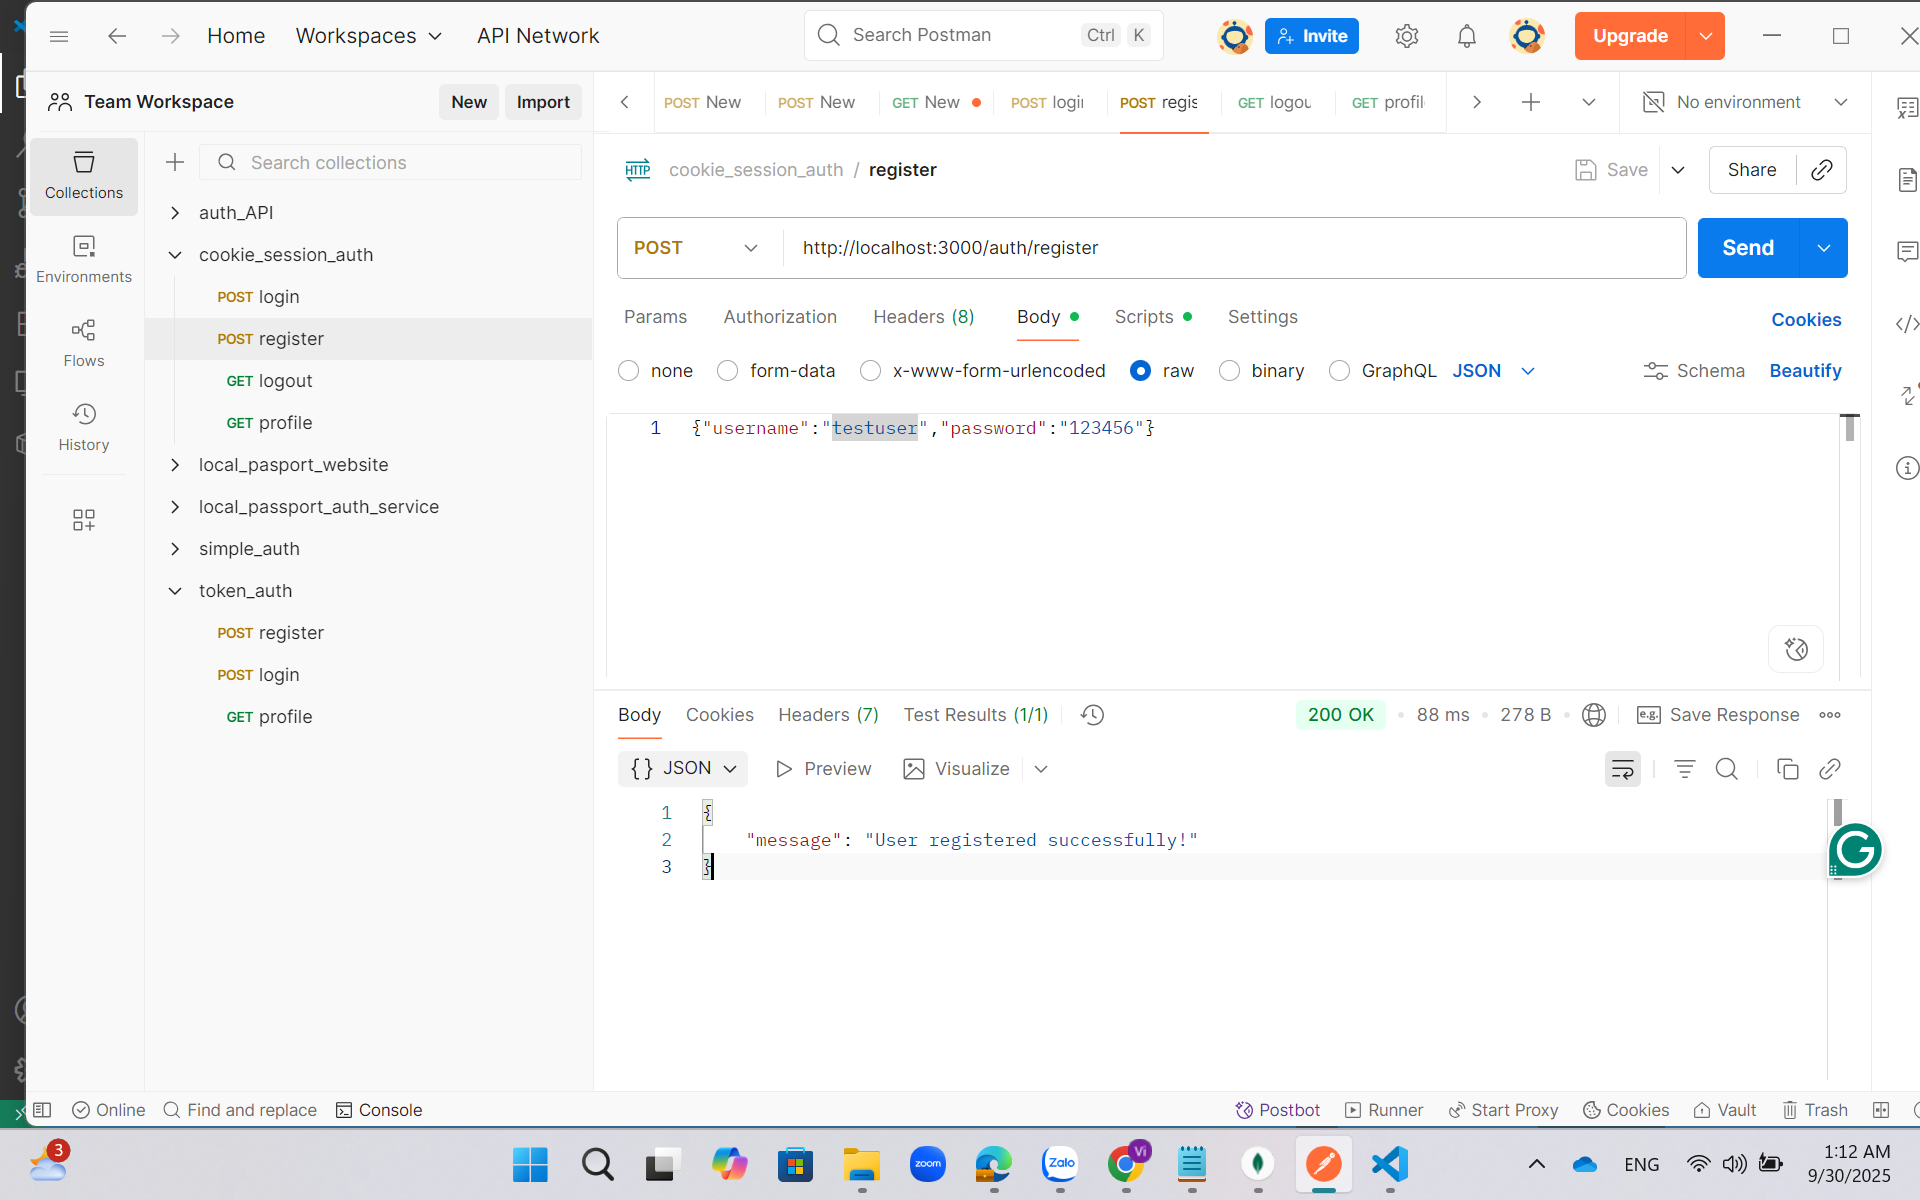 Home Workspaces API Network Search Postman Ctrl K Invite Upgrade
Team Workspace New Import
POST New POST New GET New POST login POST regis GET logou GET profil No environment
Collections
Environments
Flows
History
Search collections
auth_API
cookie_session_auth
POST login
POST register
GET logout
GET profile
local_pasport_website
local_passport_auth_service
simple_auth
token_auth
POST register
POST login
GET profile
HTTP cookie_session_auth / register Save Share
POST http://localhost:3000/auth/register Send
Params Authorization Headers (8) Body Scripts Settings Cookies
none form-data x-www-form-urlencoded raw binary GraphQL JSON Schema Beautify
1 {"username":"testuser","password":"123456"}
Body Cookies Headers (7) Test Results (1/1) 200 OK 88 ms 278 B e.g. Save Response
{} JSON Preview Visualize
1 {
2 "message": "User registered successfully!"
3 }
Online Find and replace Console Postbot Runner Start Proxy Cookies Vault Trash
3 zoom Zalo Vi ENG 1:12 AM
9/30/2025